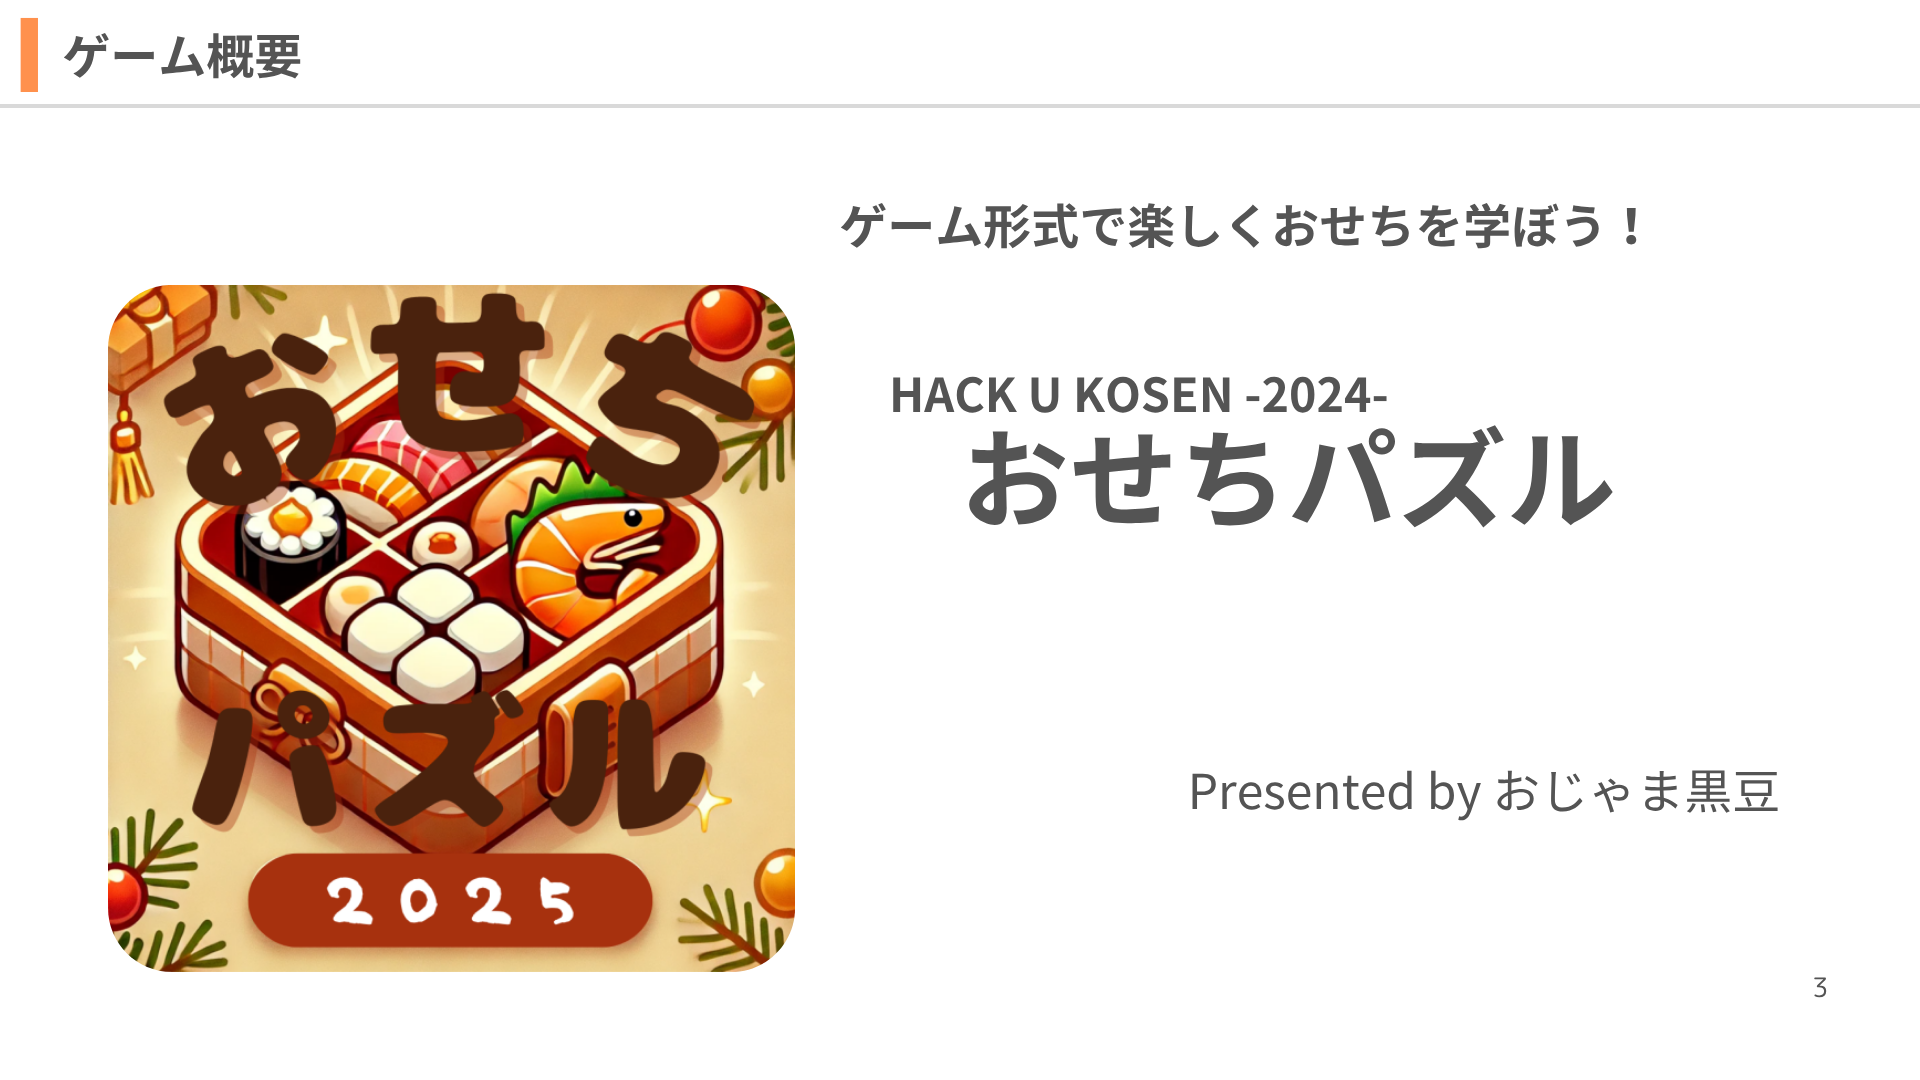 ゲーム概要
ゲーム形式で楽しくおせちを学ぼう！
おせち
パズル
2025
HACK U KOSEN -2024-
おせちパズル
Presented by おじゃま黒豆
3